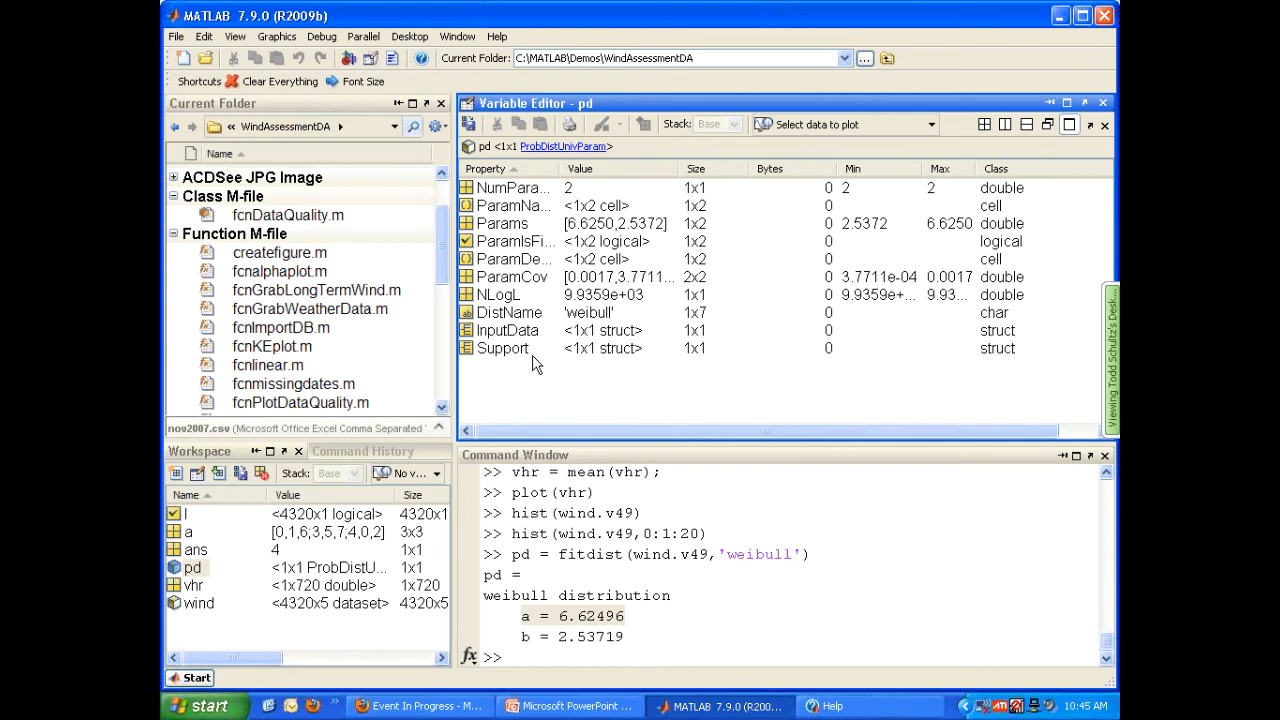 MATLAB 7.9.0 (R2009b)
File Edit View Graphics Debug Parallel Desktop Window Help
Current Folder: C:\MATLAB\Demos\WindAssessmentDA
Shortcuts Clear Everything Font Size
Current Folder
« WindAssessmentDA
Name
ACDSee JPG Image
Class M-file
fcnDataQuality.m
Function M-file
createfigure.m
fcnalphaplot.m
fcnGrabLongTermWind.m
fcnGrabWeatherData.m
fcnImportDB.m
fcnKEplot.m
fcnlinear.m
fcnmissingdates.m
fcnPlotDataQuality.m
nov2007.csv (Microsoft Office Excel Comma Separated
Variable Editor - pd
Stack: Base Select data to plot
pd <1x1 ProbDistUnivParam>
Property Value Size Bytes Min Max Class
NumPara... 2 1x1 0 2 2 double
ParamNa... <1x2 cell> 1x2 0 cell
Params [6.6250,2.5372] 1x2 0 2.5372 6.6250 double
ParamIsFi... <1x2 logical> 1x2 0 logical
ParamDe... <1x2 cell> 1x2 0 cell
ParamCov [0.0017,3.7711... 2x2 0 3.7711e-04 0.0017 double
NLogL 9.9359e+03 1x1 0 9.9359e+... 9.93... double
DistName 'weibull' 1x7 0 char
InputData <1x1 struct> 1x1 0 struct
Support <1x1 struct> 1x1 0 struct
Viewing Todd Schultz's Desk...
Workspace Command History
Stack: Base No v...
Name Value Size
I <4320x1 logical> 4320x1
a [0,1,6;3,5,7;4,0,2] 3x3
ans 4 1x1
pd <1x1 ProbDistU... 1x1
vhr <1x720 double> 1x720
wind <4320x5 dataset> 4320x5
Command Window
>> vhr = mean(vhr);
>> plot(vhr)
>> hist(wind.v49)
>> hist(wind.v49,0:1:20)
>> pd = fitdist(wind.v49,'weibull')
pd =
weibull distribution
a = 6.62496
b = 2.53719
fx >>
Start
start Event In Progress - M... Microsoft PowerPoint ... MATLAB 7.9.0 (R200... Help 10:45 AM